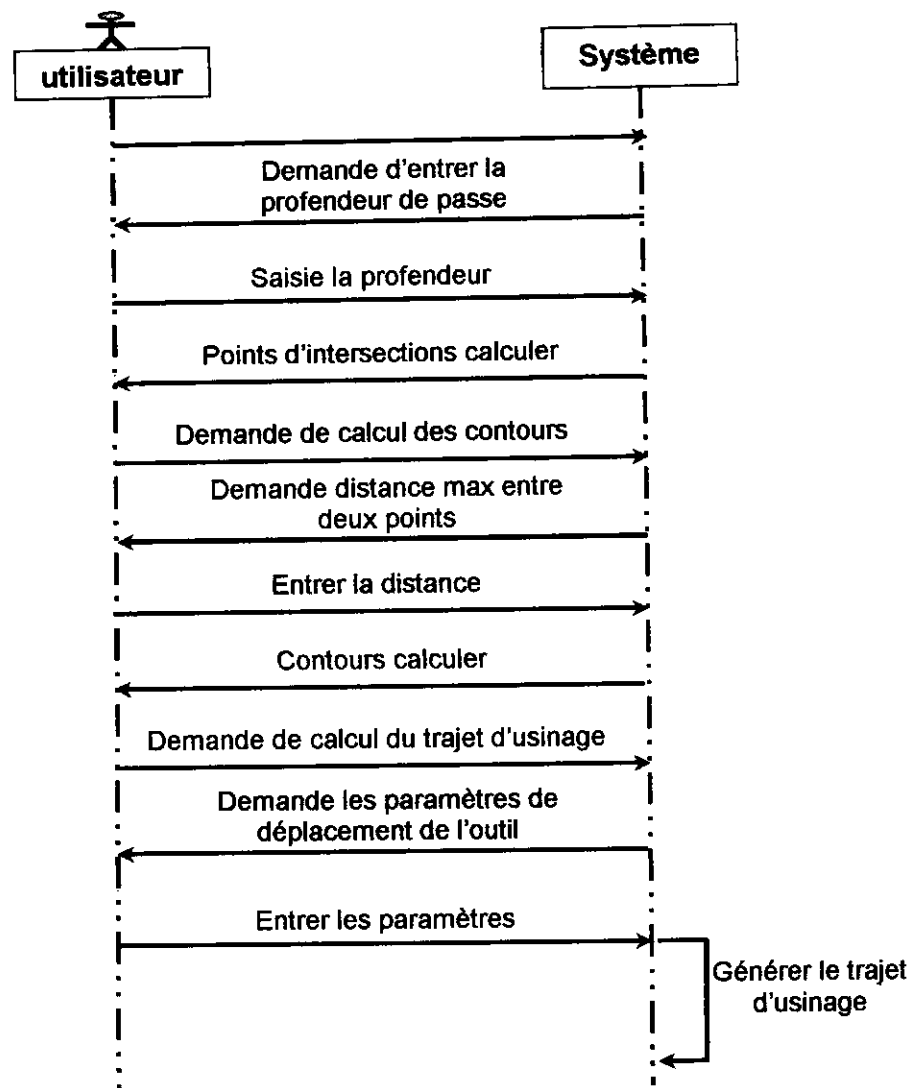 utilisateur
Système
Demande d'entrer la
profendeur de passe
Saisie la profendeur
Points d'intersections calculer
Demande de calcul des contours
Demande distance max entre
deux points
Entrer la distance
Contours calculer
Demande de calcul du trajet d'usinage
Demande les paramètres de
déplacement de l'outil
Entrer les paramètres
Générer le trajet
d'usinage